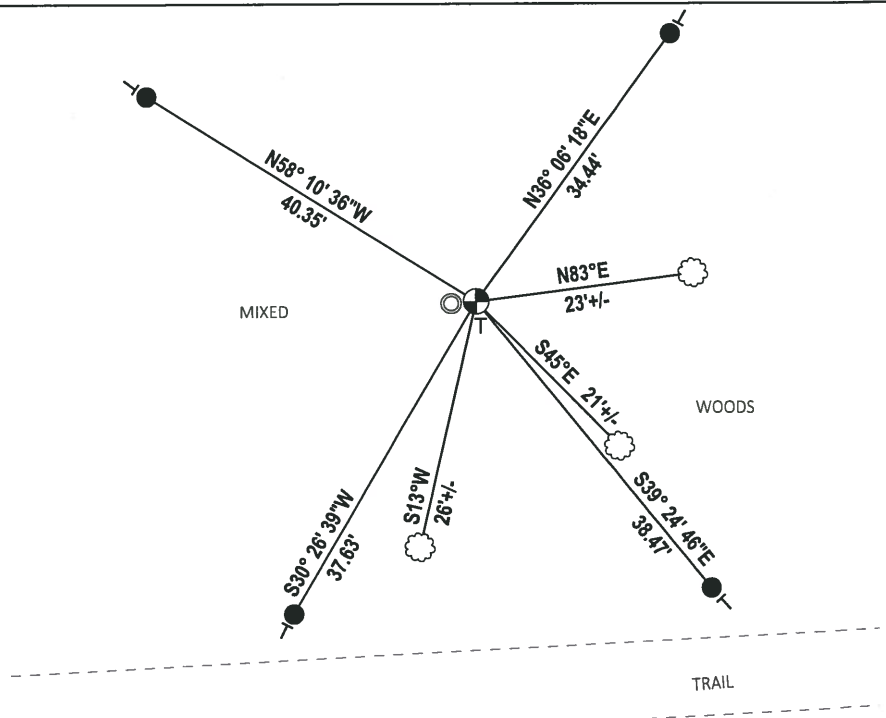 N58° 10' 36"W
40.35'
N36° 06' 18"E
34.44'
N83°E
23'+/-
MIXED
T
S45°E 21'+/-
WOODS
S13°W
26'+/-
S39° 24' 46"E
38.47'
S30° 26' 39"W
37.63'
TRAIL